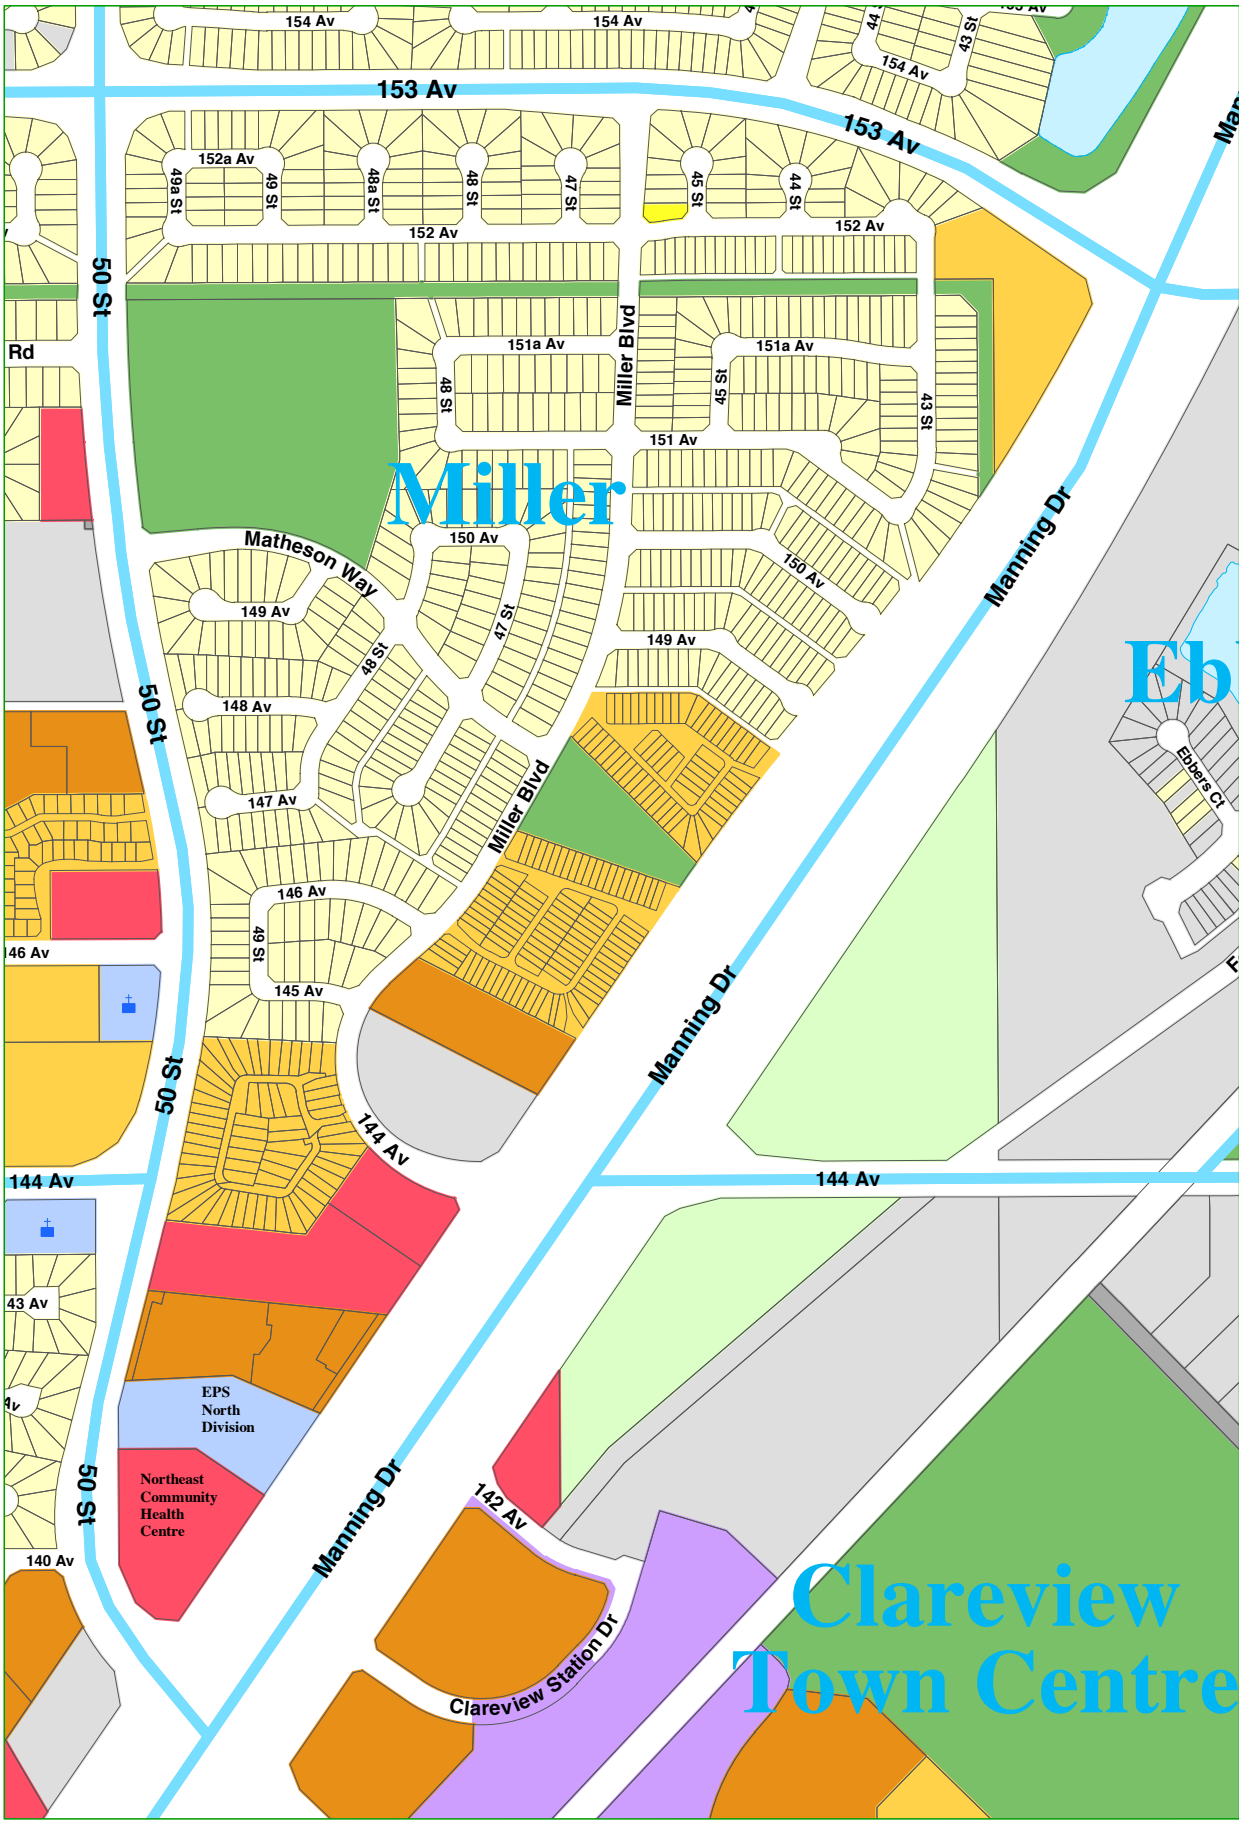 154 Av
154 Av
43 St
154 Av
153 Av
153 Av
152a Av
49a St
49 St
48a St
48 St
47 St
45 St
44 St
152 Av
152 Av
50 St
Rd
151a Av
Miller Blvd
151a Av
48 St
45 St
43 St
151 Av
Miller
Manning Dr
Matheson Way
150 Av
150 Av
149 Av
47 St
149 Av
48 St
50 St
148 Av
Ebbers Ct
147 Av
Miller Blvd
146 Av
49 St
146 Av
145 Av
Manning Dr
50 St
144 Av
144 Av
144 Av
43 Av
Av
EPS
North
Division
Northeast
Community
Health
Centre
50 St
Manning Dr
142 Av
140 Av
Clareview
Town Centre
Clareview Station Dr